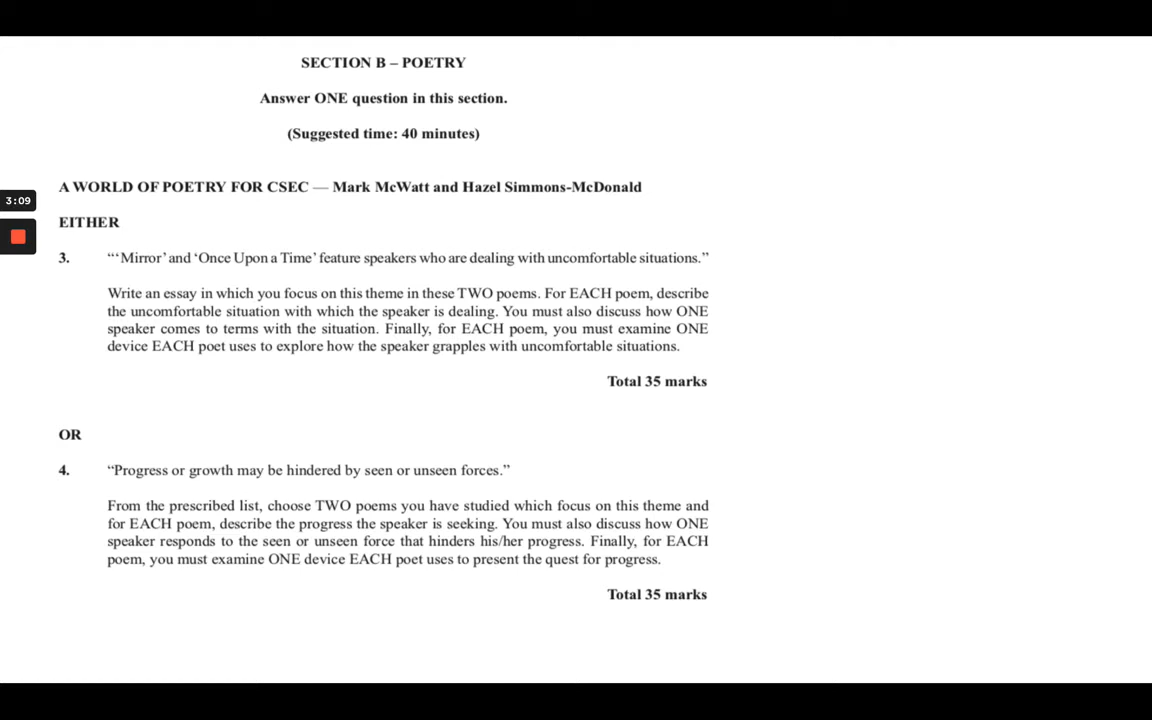 SECTION B – POETRY
Answer ONE question in this section.
(Suggested time: 40 minutes)
A WORLD OF POETRY FOR CSEC — Mark McWatt and Hazel Simmons-McDonald
3:09
EITHER
3. “‘Mirror’ and ‘Once Upon a Time’ feature speakers who are dealing with uncomfortable situations.”
Write an essay in which you focus on this theme in these TWO poems. For EACH poem, describe
the uncomfortable situation with which the speaker is dealing. You must also discuss how ONE
speaker comes to terms with the situation. Finally, for EACH poem, you must examine ONE
device EACH poet uses to explore how the speaker grapples with uncomfortable situations.
Total 35 marks
OR
4. “Progress or growth may be hindered by seen or unseen forces.”
From the prescribed list, choose TWO poems you have studied which focus on this theme and
for EACH poem, describe the progress the speaker is seeking. You must also discuss how ONE
speaker responds to the seen or unseen force that hinders his/her progress. Finally, for EACH
poem, you must examine ONE device EACH poet uses to present the quest for progress.
Total 35 marks